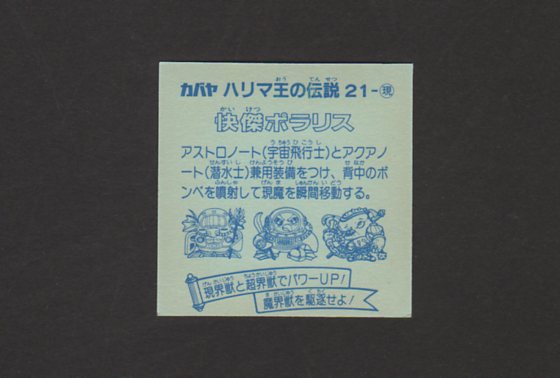 カバヤ ハリマ王の伝説 21-現
快傑ポラリス
アストロノート(宇宙飛行士)とアクアノ
ート(潜水士)兼用装備をつけ、背中のボ
ンベを噴射して現魔を瞬間移動する。
現界獣と超界獣でパワーUP!
魔界獣を駆逐せよ!